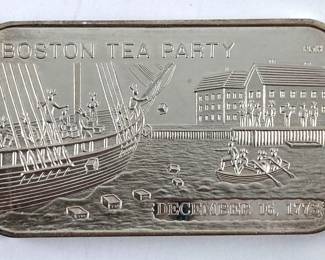 BOSTON TEA PARTY
DECEMBER 16, 1773